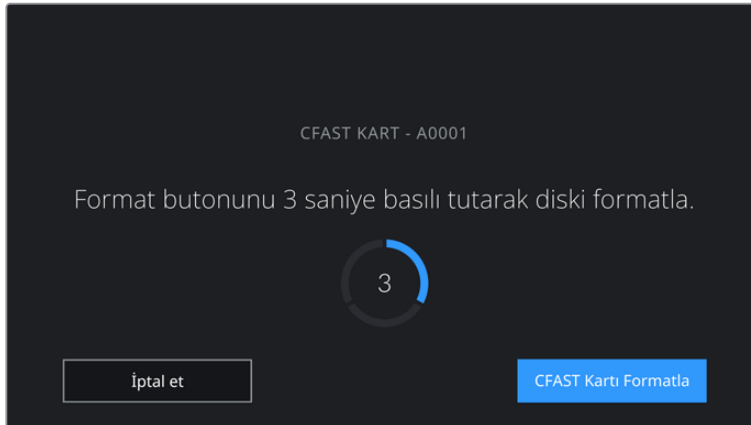 CFAST KART - A0001
Format butonunu 3 saniye basılı tutarak diski formatla.
3
İptal et
CFAST Kartı Formatla